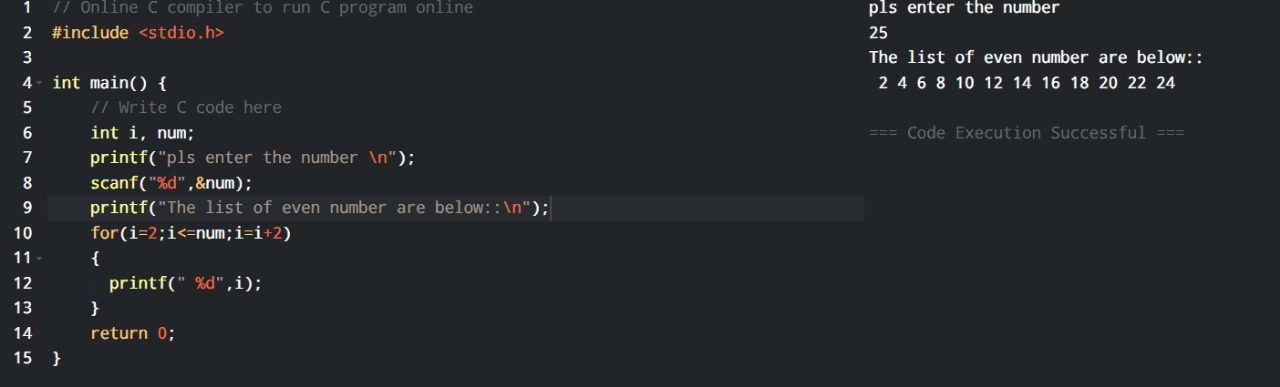 1 // Online C compiler to run C program online
2 #include <stdio.h>
3
4 int main() {
5 // Write C code here
6 int i, num;
7 printf("pls enter the number \n");
8 scanf("%d",&num);
9 printf("The list of even number are below::\n");
10 for(i=2;i<=num;i=i+2)
11 {
12 printf(" %d",i);
13 }
14 return 0;
15 }
pls enter the number
25
The list of even number are below::
2 4 6 8 10 12 14 16 18 20 22 24
=== Code Execution Successful ===